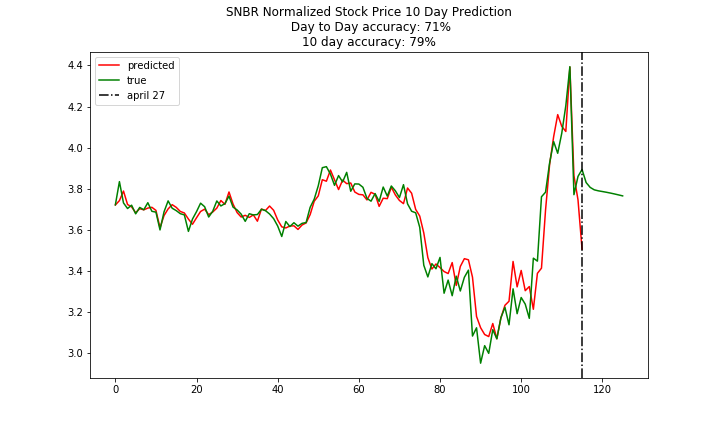 SNBR Normalized Stock Price 10 Day Prediction
Day to Day accuracy: 71%
10 day accuracy: 79%
predicted
true
april 27
4.4
4.2
4.0
3.8
3.6
3.4
3.2
3.0
0 20 40 60 80 100 120